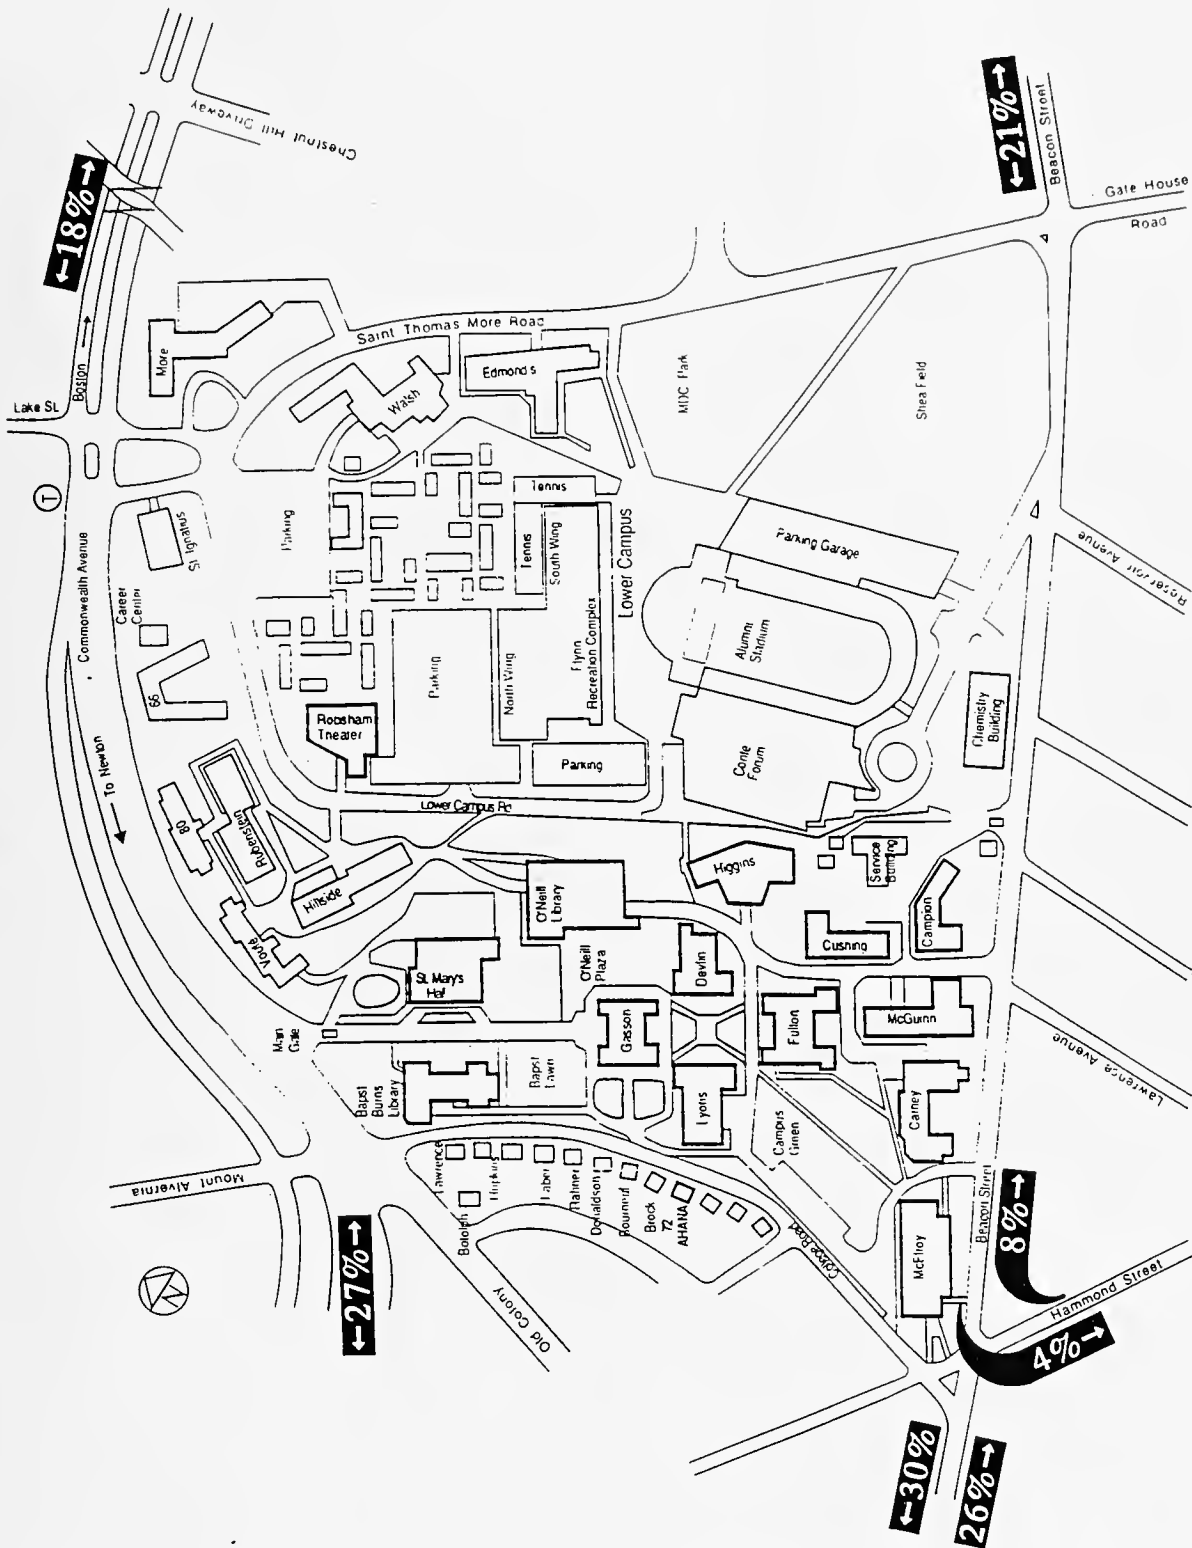 Chestnut Hill Driveway
←18%→
←21%→
Beacon Street
Gate House
Road
Boston →
Lake St.
More
Saint Thomas More Road
Walsh
Edmonds
MDC Park
Shea Field
T
Commonwealth Avenue
St Ignatius
Parking
Tennis
Tennis
South Wing
North Wing
Flynn
Recreation Complex
Lower Campus
Parking Garage
Reservoir Avenue
Career
Center
66
To Newton
←
Robsham
Theater
Parking
Parking
Alumni
Stadium
Conte
Forum
Chemistry
Building
Lower Campus Rd
80
Rubenstein
Hillside
Voute
O'Neill
Library
Higgins
Service
Building
Campion
Cushing
St. Mary's
Hall
O'Neill
Plaza
Devlin
Main
Gate
Gasson
Fulton
McGuinn
Lawrence Avenue
Bapst
Burns
Library
Bapst
Lawn
Lyons
Campus
Green
Carney
Mount Alvernia
Lawrence
Botolph
Hopkins
Faber
Rahner
Donaldson
Bourneuf
Brock
72
AHANA
College Road
McElroy
Beacon Street
8%→
Hammond Street
4%→
←27%→
Old Colony
N
←30%
26%→